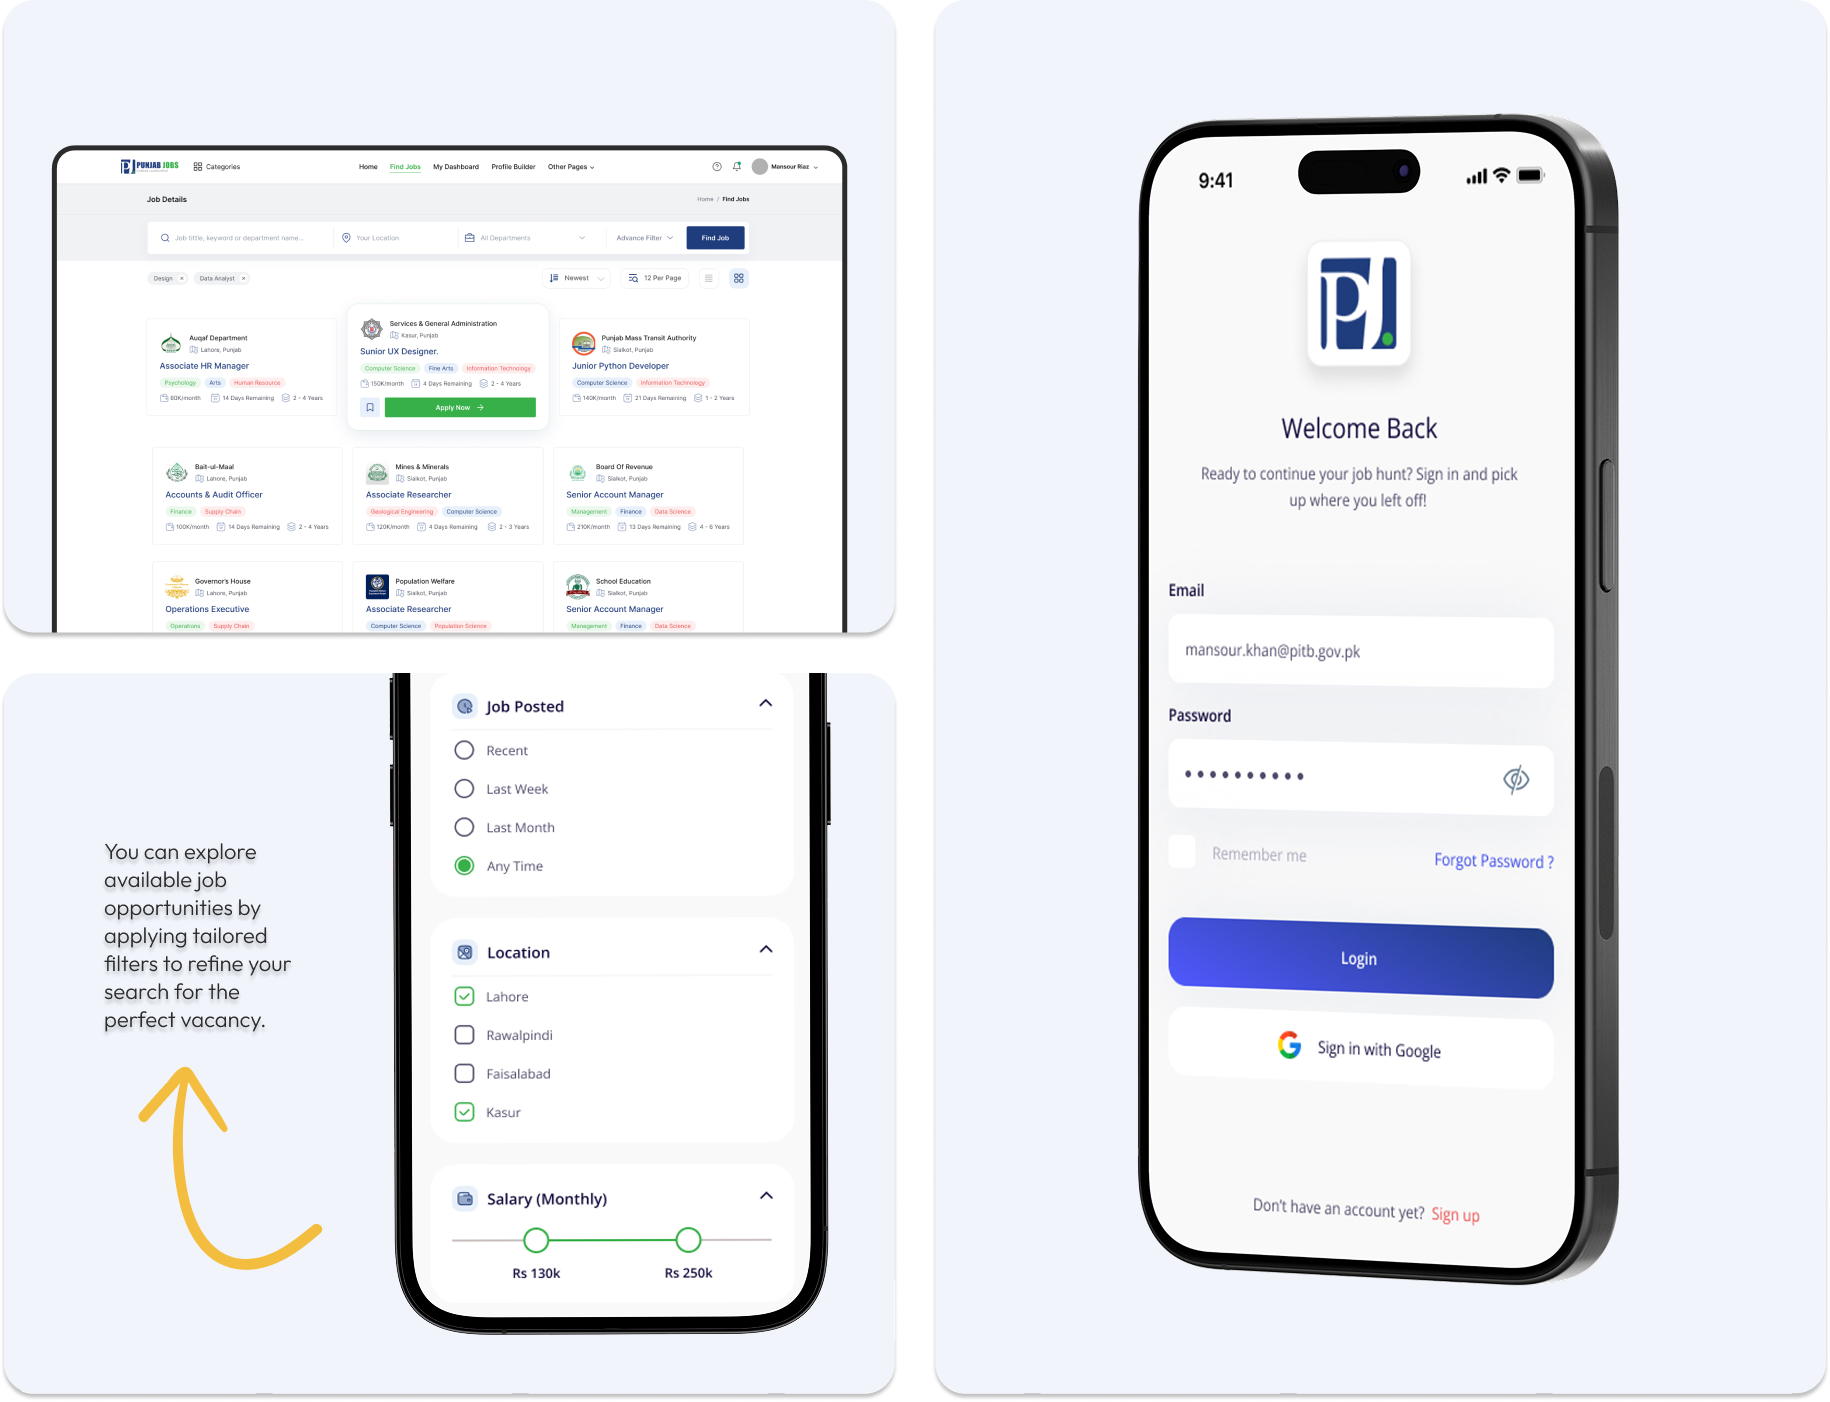 PJ PUNJAB JOBS
Categories
Home
Find Jobs
My Dashboard
Profile Builder
Other Pages
Mansour Riaz
Job Details
Home / Find Jobs
Job tittle, keyword or department name...
Your Location
All Departments
Advance Filter
Find Job
Design ×
Data Analyst ×
Newest
12 Per Page
Auqaf Department
Lahore, Punjab
Associate HR Manager
Psychology Arts Human Resource
80K/month 14 Days Remaining 2 - 4 Years
Services & General Administration
Kasur, Punjab
Sunior UX Designer.
Computer Science Fine Arts Information Technology
150K/month 4 Days Remaining 2 - 4 Years
Apply Now
Punjab Mass Transit Authority
Sialkot, Punjab
Junior Python Developer
Computer Science Information Technology
140K/month 21 Days Remaining 1 - 2 Years
Bait-ul-Maal
Lahore, Punjab
Accounts & Audit Officer
Finance Supply Chain
100K/month 14 Days Remaining 2 - 4 Years
Mines & Minerals
Sialkot, Punjab
Associate Researcher
Geological Engineering Computer Science
120K/month 4 Days Remaining 2 - 3 Years
Board Of Revenue
Sialkot, Punjab
Senior Account Manager
Management Finance Data Science
210K/month 13 Days Remaining 4 - 6 Years
Governor's House
Lahore, Punjab
Operations Executive
Operations Supply Chain
Population Welfare
Sialkot, Punjab
Associate Researcher
Computer Science Population Science
School Education
Sialkot, Punjab
Senior Account Manager
Management Finance Data Science
You can explore
available job
opportunities by
applying tailored
filters to refine your
search for the
perfect vacancy.
Job Posted
Recent
Last Week
Last Month
Any Time
Location
Lahore
Rawalpindi
Faisalabad
Kasur
Salary (Monthly)
Rs 130k
Rs 250k
9:41
PJ
Welcome Back
Ready to continue your job hunt? Sign in and pick
up where you left off!
Email
mansour.khan@pitb.gov.pk
Password
Remember me
Forgot Password ?
Login
Sign in with Google
Don't have an account yet? Sign up